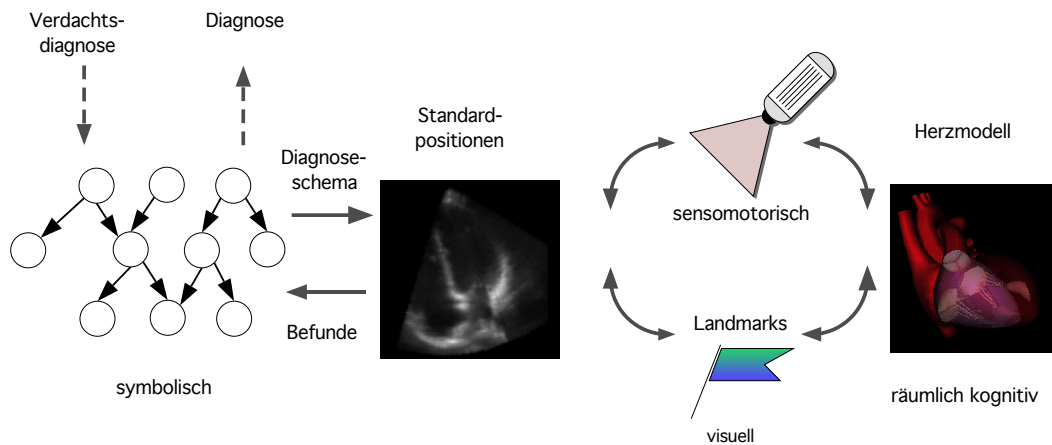 Verdachts-
diagnose
Diagnose
Diagnose-
schema
Befunde
symbolisch
Standard-
positionen
sensomotorisch
Landmarks
visuell
Herzmodell
räumlich kognitiv